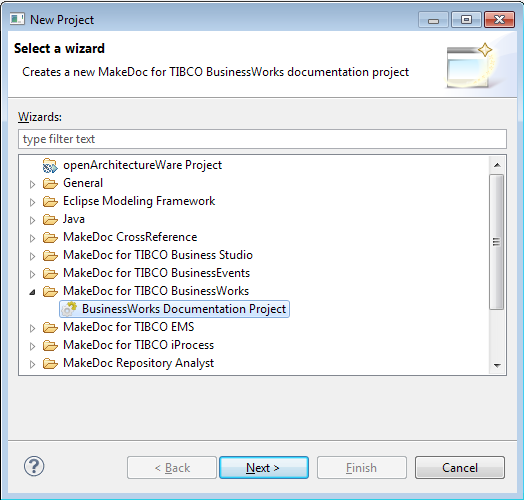 New Project
Select a wizard
Creates a new MakeDoc for TIBCO BusinessWorks documentation project
Wizards:
type filter text
openArchitectureWare Project
General
Eclipse Modeling Framework
Java
MakeDoc CrossReference
MakeDoc for TIBCO Business Studio
MakeDoc for TIBCO BusinessEvents
MakeDoc for TIBCO BusinessWorks
BusinessWorks Documentation Project
MakeDoc for TIBCO EMS
MakeDoc for TIBCO iProcess
MakeDoc Repository Analyst
? < Back Next > Finish Cancel